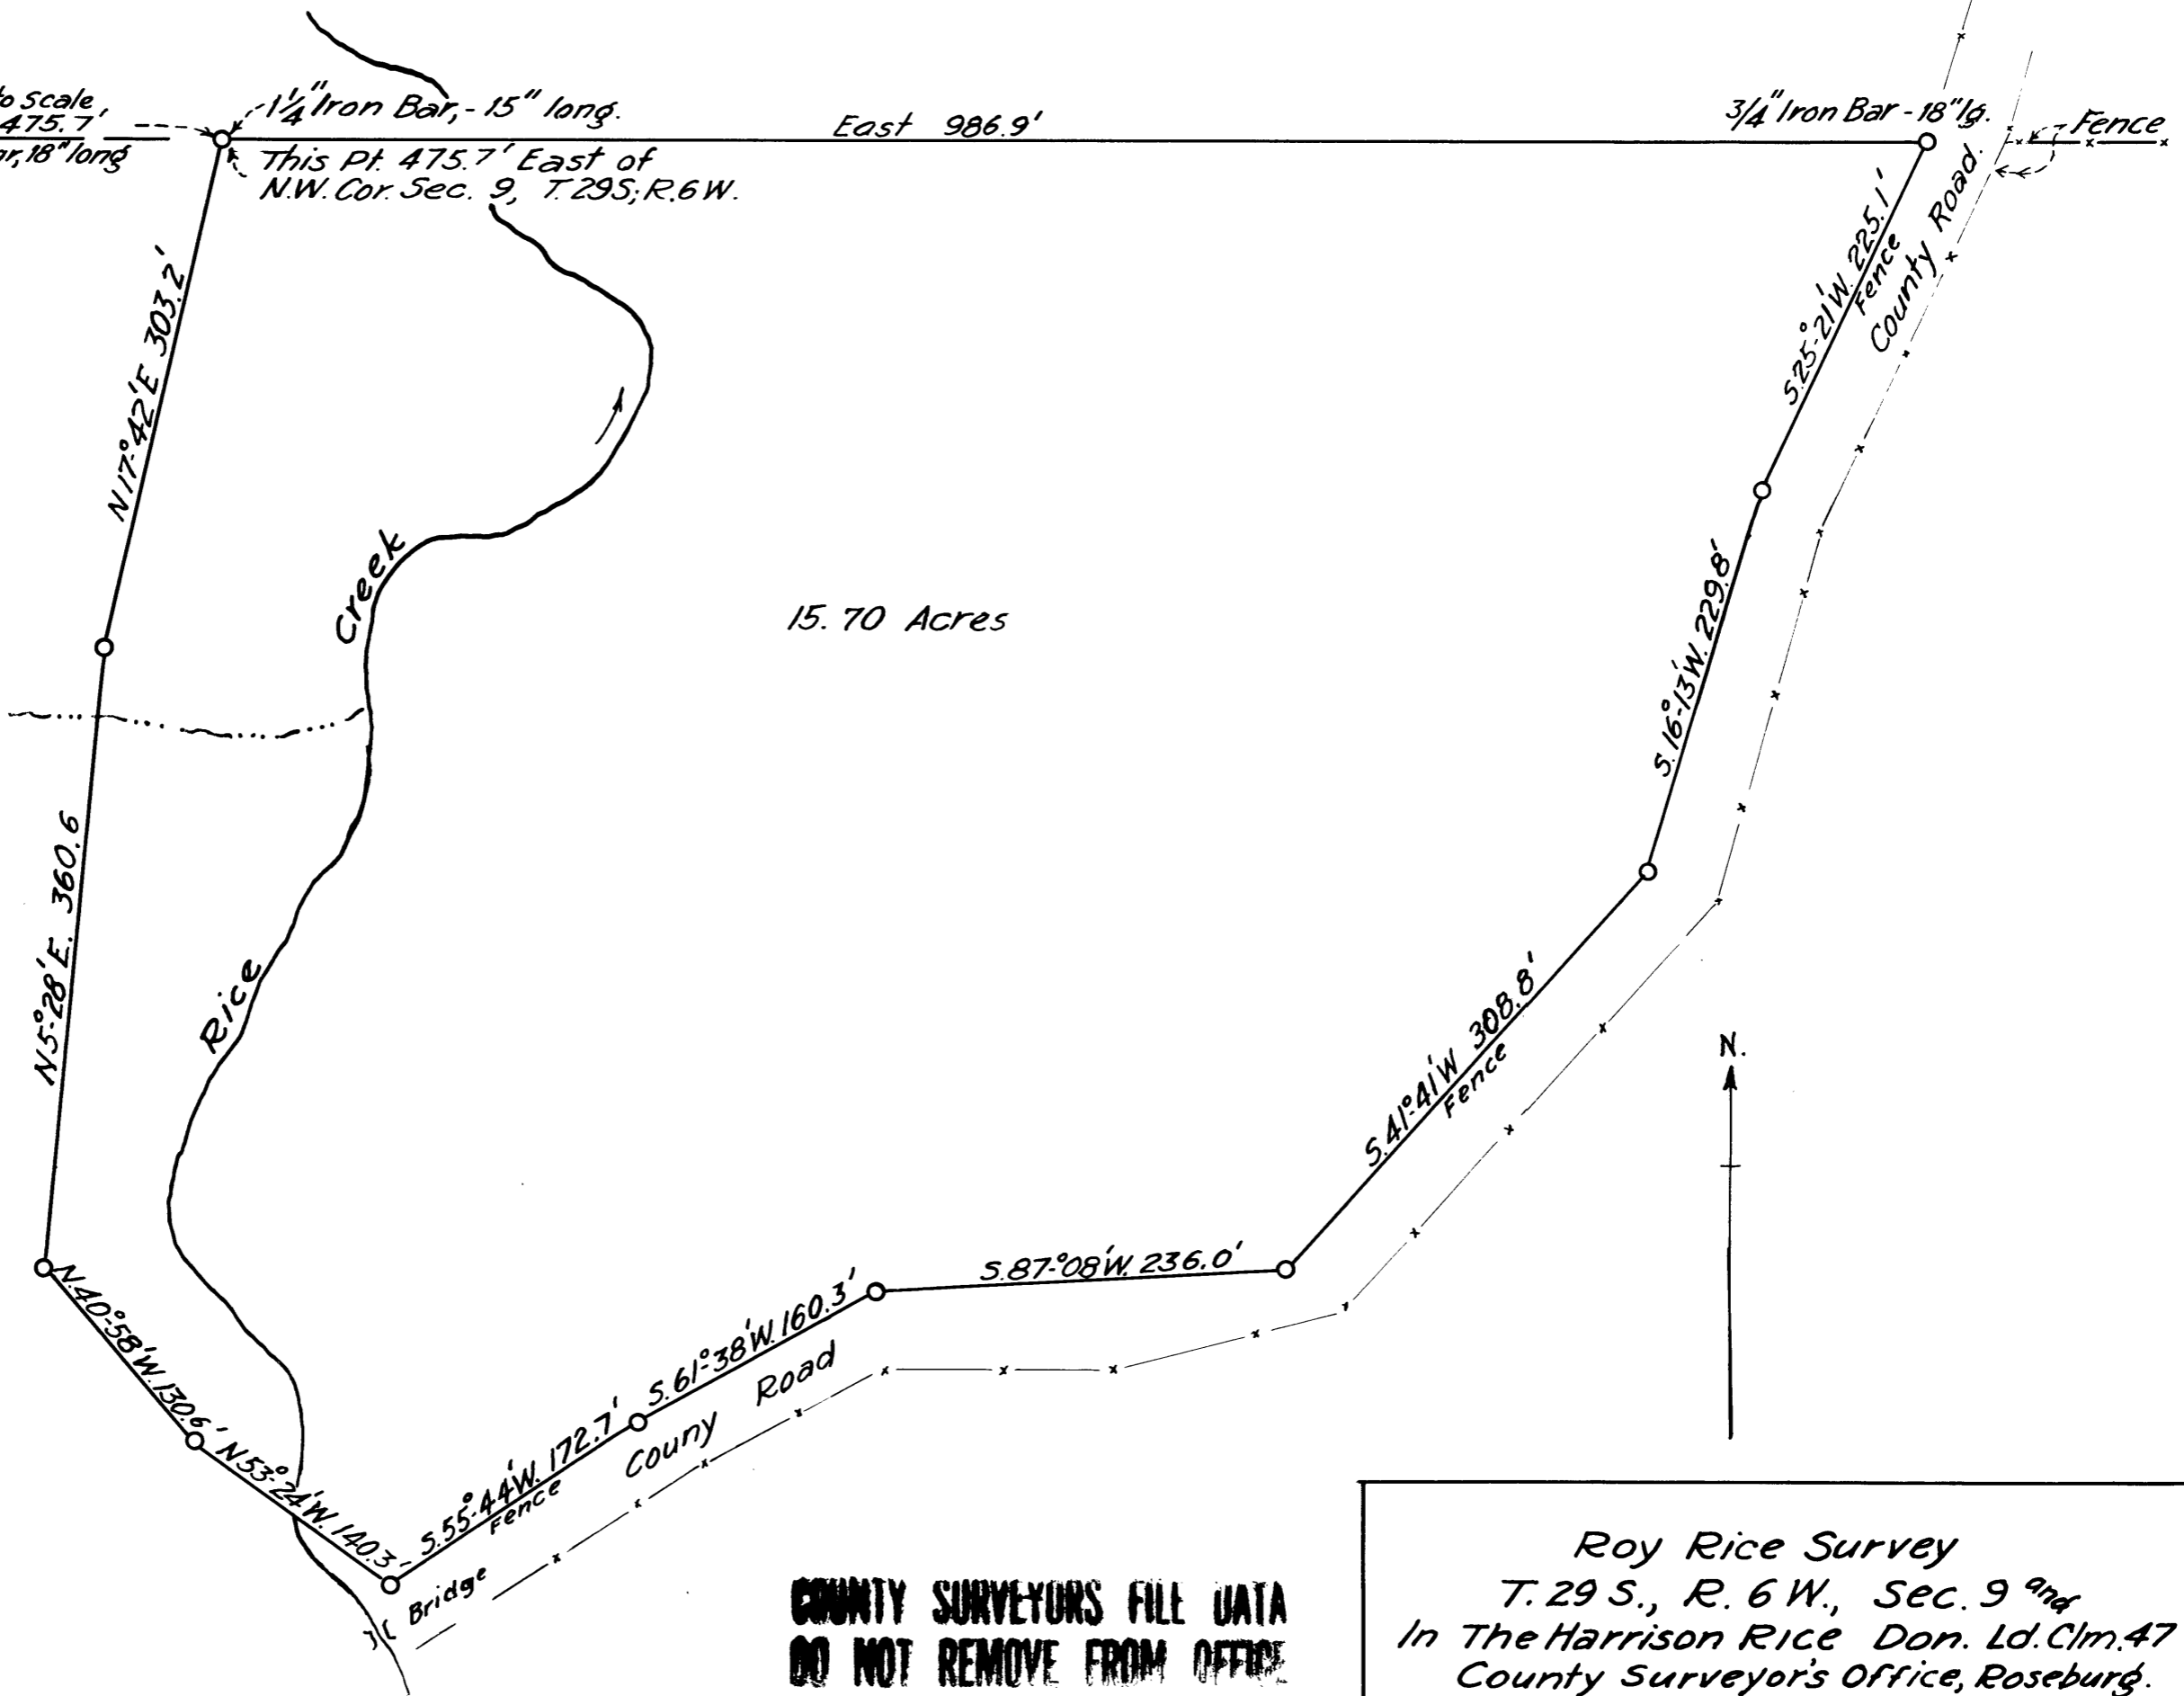 to scale,
475.7'
ar, 18" long
1¼" Iron Bar, - 15" long.
This Pt. 475.7' East of
N.W. Cor. Sec. 9, T.29S; R.6W.
East 986.9'
3/4" Iron Bar - 18" lg.
Fence
S.25°-21'W. 225.1'
Fence
County Road.
N17°-42'E 303.2'
Creek
15.70 Acres
S.16°-13'W. 229.8'
N5°-28'E. 360.6
Rice
S.41°-41'W 308.8'
Fence
N.
S.87-°08'W. 236.0'
S.61°-38'W. 160.3'
N.40°-58'W. 130.6'
N53°-24'W. 140.3-
S.55°-44'W. 172.7'
Fence
Couny Road
Bridge
COUNTY SURVEYORS FILE DATA
DO NOT REMOVE FROM OFFICE
Roy Rice Survey
T. 29 S., R. 6 W., Sec. 9 and
In The Harrison Rice Don. Ld. Clm. 47
County Surveyor's Office, Roseburg.